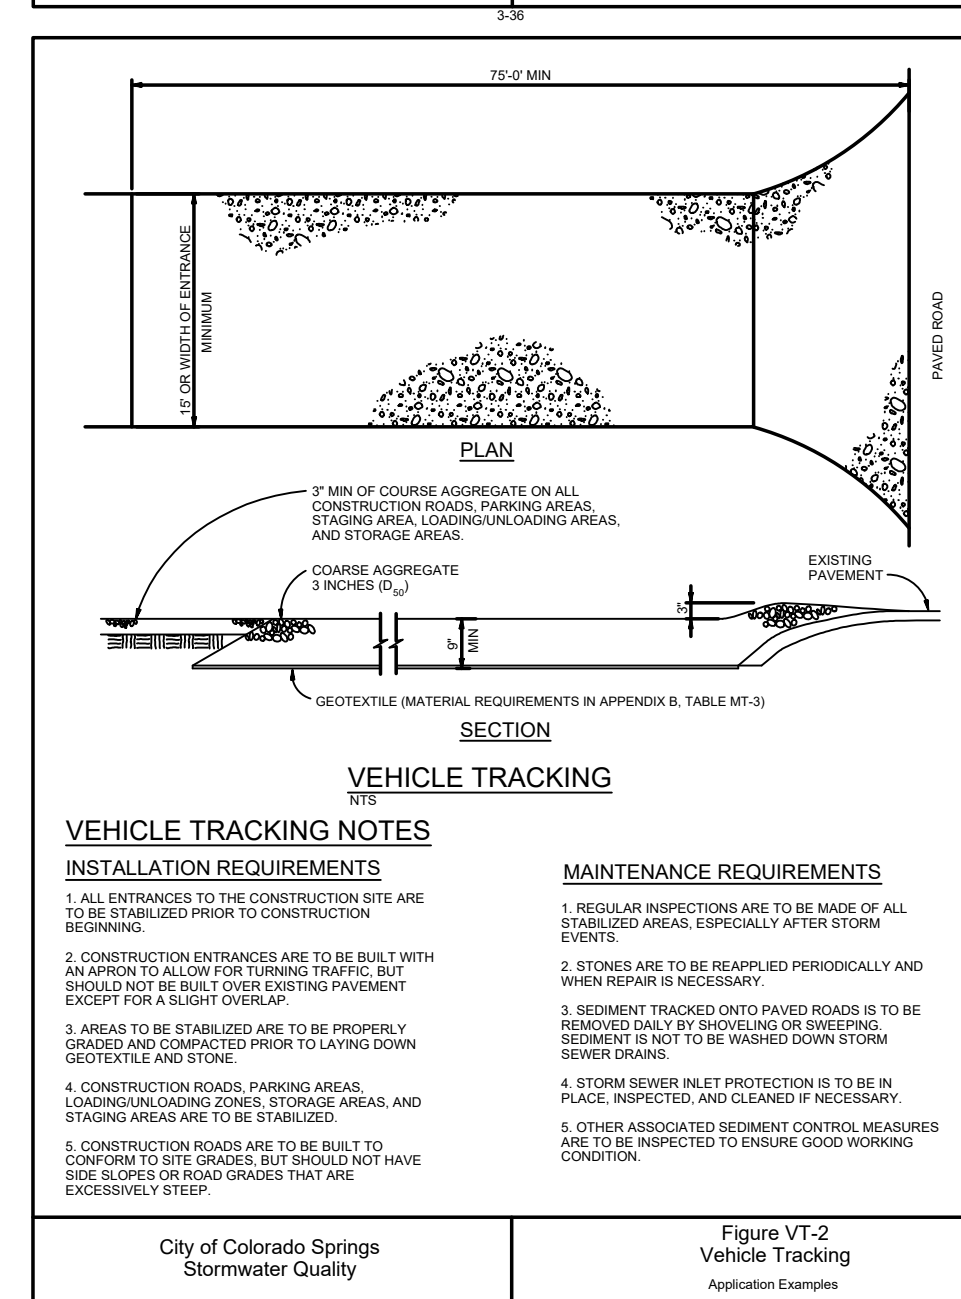 3-36
75'-0' MIN
15' OR WIDTH OF ENTRANCE
MINIMUM
PAVED ROAD
PLAN
3" MIN OF COURSE AGGREGATE ON ALL
CONSTRUCTION ROADS, PARKING AREAS,
STAGING AREA, LOADING/UNLOADING AREAS,
AND STORAGE AREAS.
COARSE AGGREGATE
3 INCHES (D50)
EXISTING
PAVEMENT
3"
9"
MIN
GEOTEXTILE (MATERIAL REQUIREMENTS IN APPENDIX B, TABLE MT-3)
SECTION
VEHICLE TRACKING
NTS
VEHICLE TRACKING NOTES
INSTALLATION REQUIREMENTS
1. ALL ENTRANCES TO THE CONSTRUCTION SITE ARE
TO BE STABILIZED PRIOR TO CONSTRUCTION
BEGINNING.
2. CONSTRUCTION ENTRANCES ARE TO BE BUILT WITH
AN APRON TO ALLOW FOR TURNING TRAFFIC, BUT
SHOULD NOT BE BUILT OVER EXISTING PAVEMENT
EXCEPT FOR A SLIGHT OVERLAP.
3. AREAS TO BE STABILIZED ARE TO BE PROPERLY
GRADED AND COMPACTED PRIOR TO LAYING DOWN
GEOTEXTILE AND STONE.
4. CONSTRUCTION ROADS, PARKING AREAS,
LOADING/UNLOADING ZONES, STORAGE AREAS, AND
STAGING AREAS ARE TO BE STABILIZED.
5. CONSTRUCTION ROADS ARE TO BE BUILT TO
CONFORM TO SITE GRADES, BUT SHOULD NOT HAVE
SIDE SLOPES OR ROAD GRADES THAT ARE
EXCESSIVELY STEEP.
MAINTENANCE REQUIREMENTS
1. REGULAR INSPECTIONS ARE TO BE MADE OF ALL
STABILIZED AREAS, ESPECIALLY AFTER STORM
EVENTS.
2. STONES ARE TO BE REAPPLIED PERIODICALLY AND
WHEN REPAIR IS NECESSARY.
3. SEDIMENT TRACKED ONTO PAVED ROADS IS TO BE
REMOVED DAILY BY SHOVELING OR SWEEPING.
SEDIMENT IS NOT TO BE WASHED DOWN STORM
SEWER DRAINS.
4. STORM SEWER INLET PROTECTION IS TO BE IN
PLACE, INSPECTED, AND CLEANED IF NECESSARY.
5. OTHER ASSOCIATED SEDIMENT CONTROL MEASURES
ARE TO BE INSPECTED TO ENSURE GOOD WORKING
CONDITION.
City of Colorado Springs
Stormwater Quality
Figure VT-2
Vehicle Tracking
Application Examples